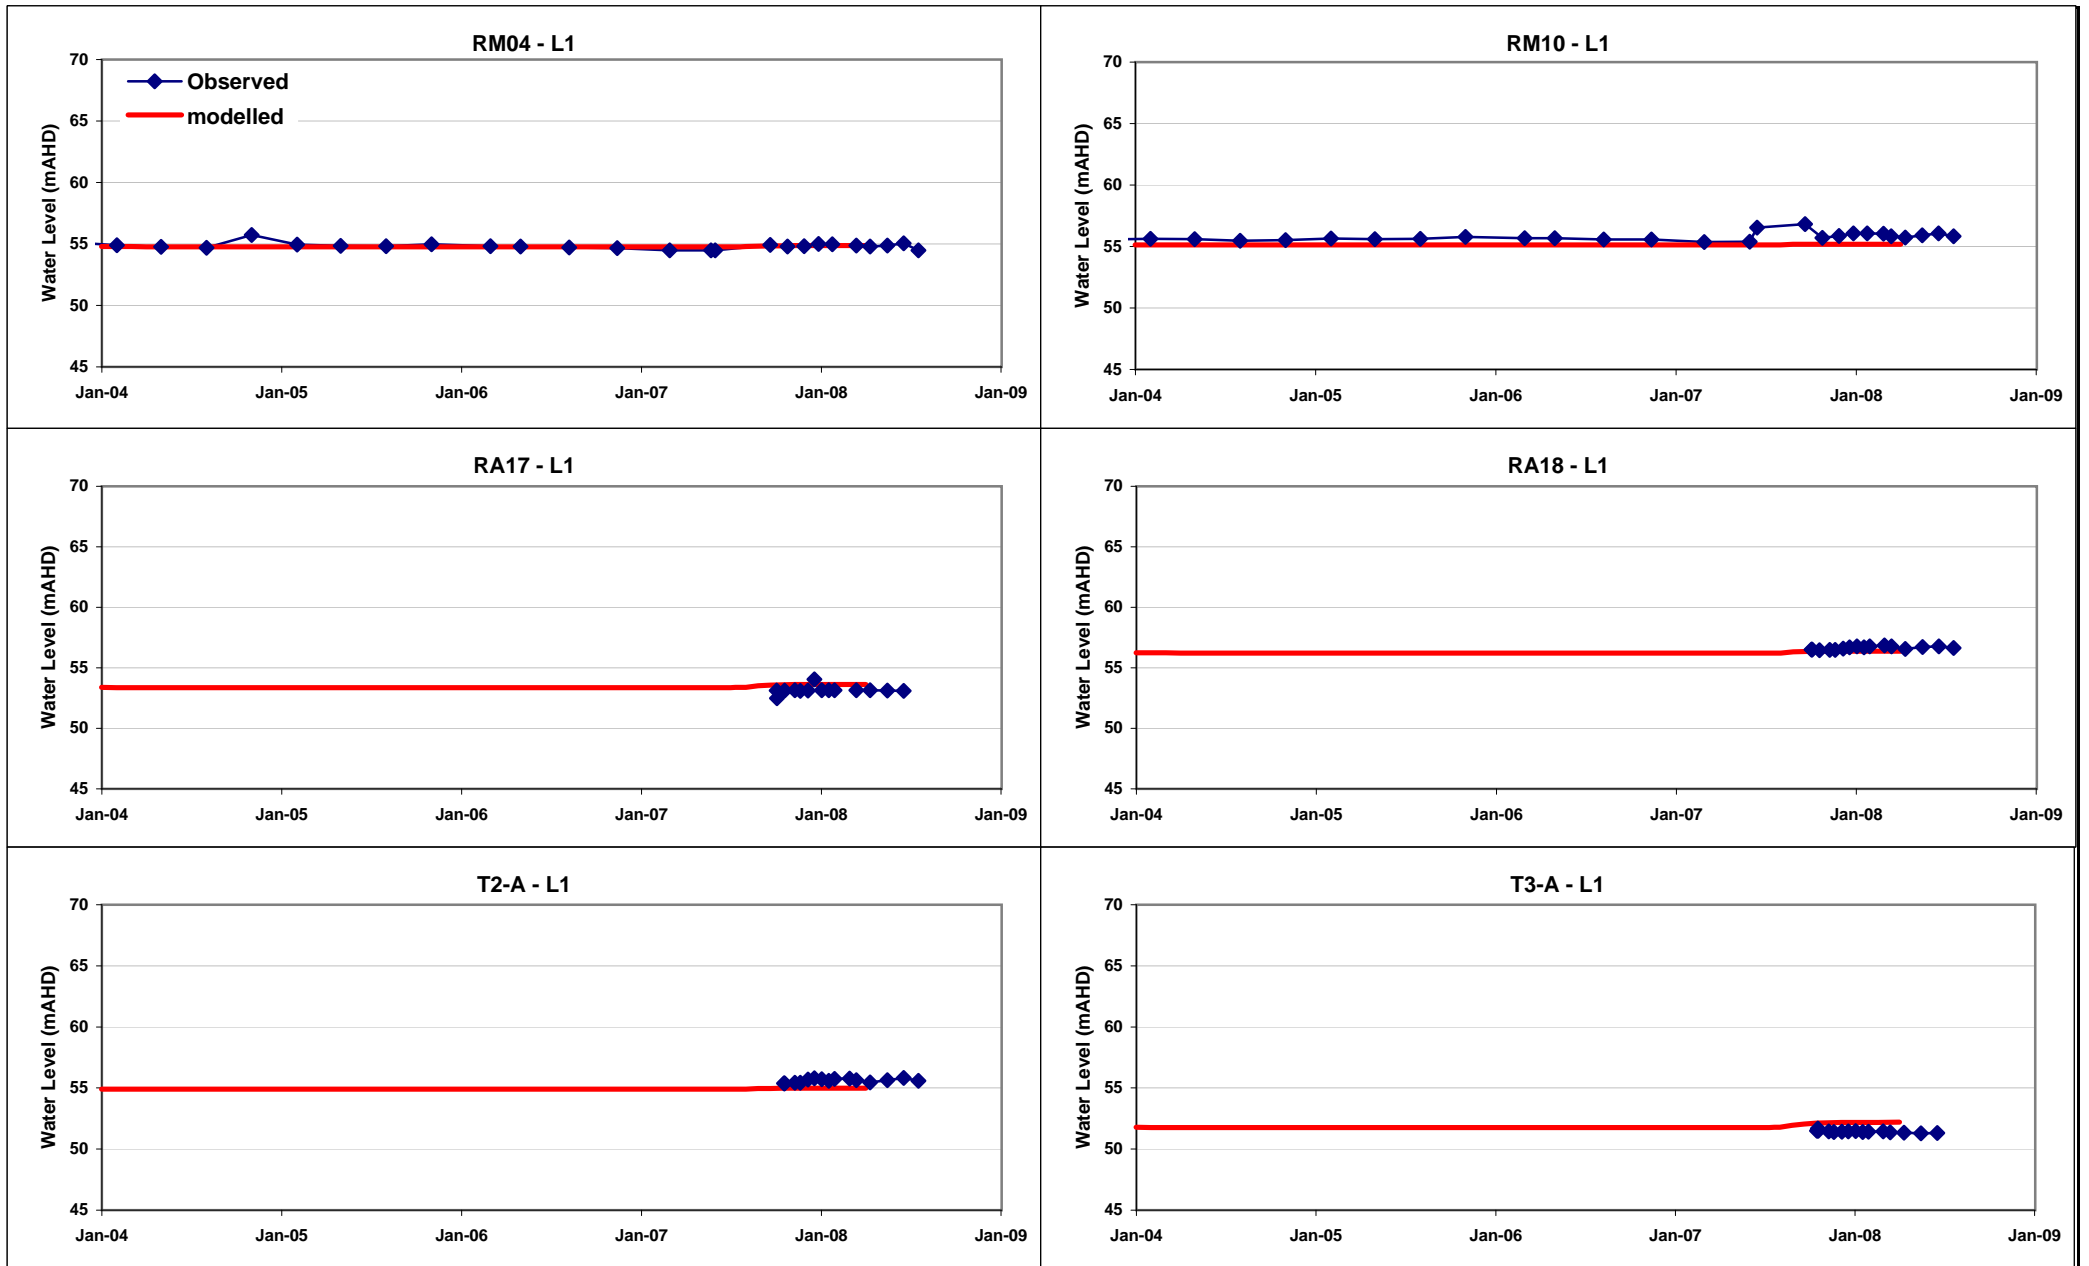 RM04 - L1
Water Level (mAHD)
70
65
60
55
50
45
Observed
modelled
Jan-04 Jan-05 Jan-06 Jan-07 Jan-08 Jan-09
RM10 - L1
Water Level (mAHD)
70
65
60
55
50
45
Jan-04 Jan-05 Jan-06 Jan-07 Jan-08 Jan-09
RA17 - L1
Water Level (mAHD)
70
65
60
55
50
45
Jan-04 Jan-05 Jan-06 Jan-07 Jan-08 Jan-09
RA18 - L1
Water Level (mAHD)
70
65
60
55
50
45
Jan-04 Jan-05 Jan-06 Jan-07 Jan-08 Jan-09
T2-A - L1
Water Level (mAHD)
70
65
60
55
50
45
Jan-04 Jan-05 Jan-06 Jan-07 Jan-08 Jan-09
T3-A - L1
Water Level (mAHD)
70
65
60
55
50
45
Jan-04 Jan-05 Jan-06 Jan-07 Jan-08 Jan-09